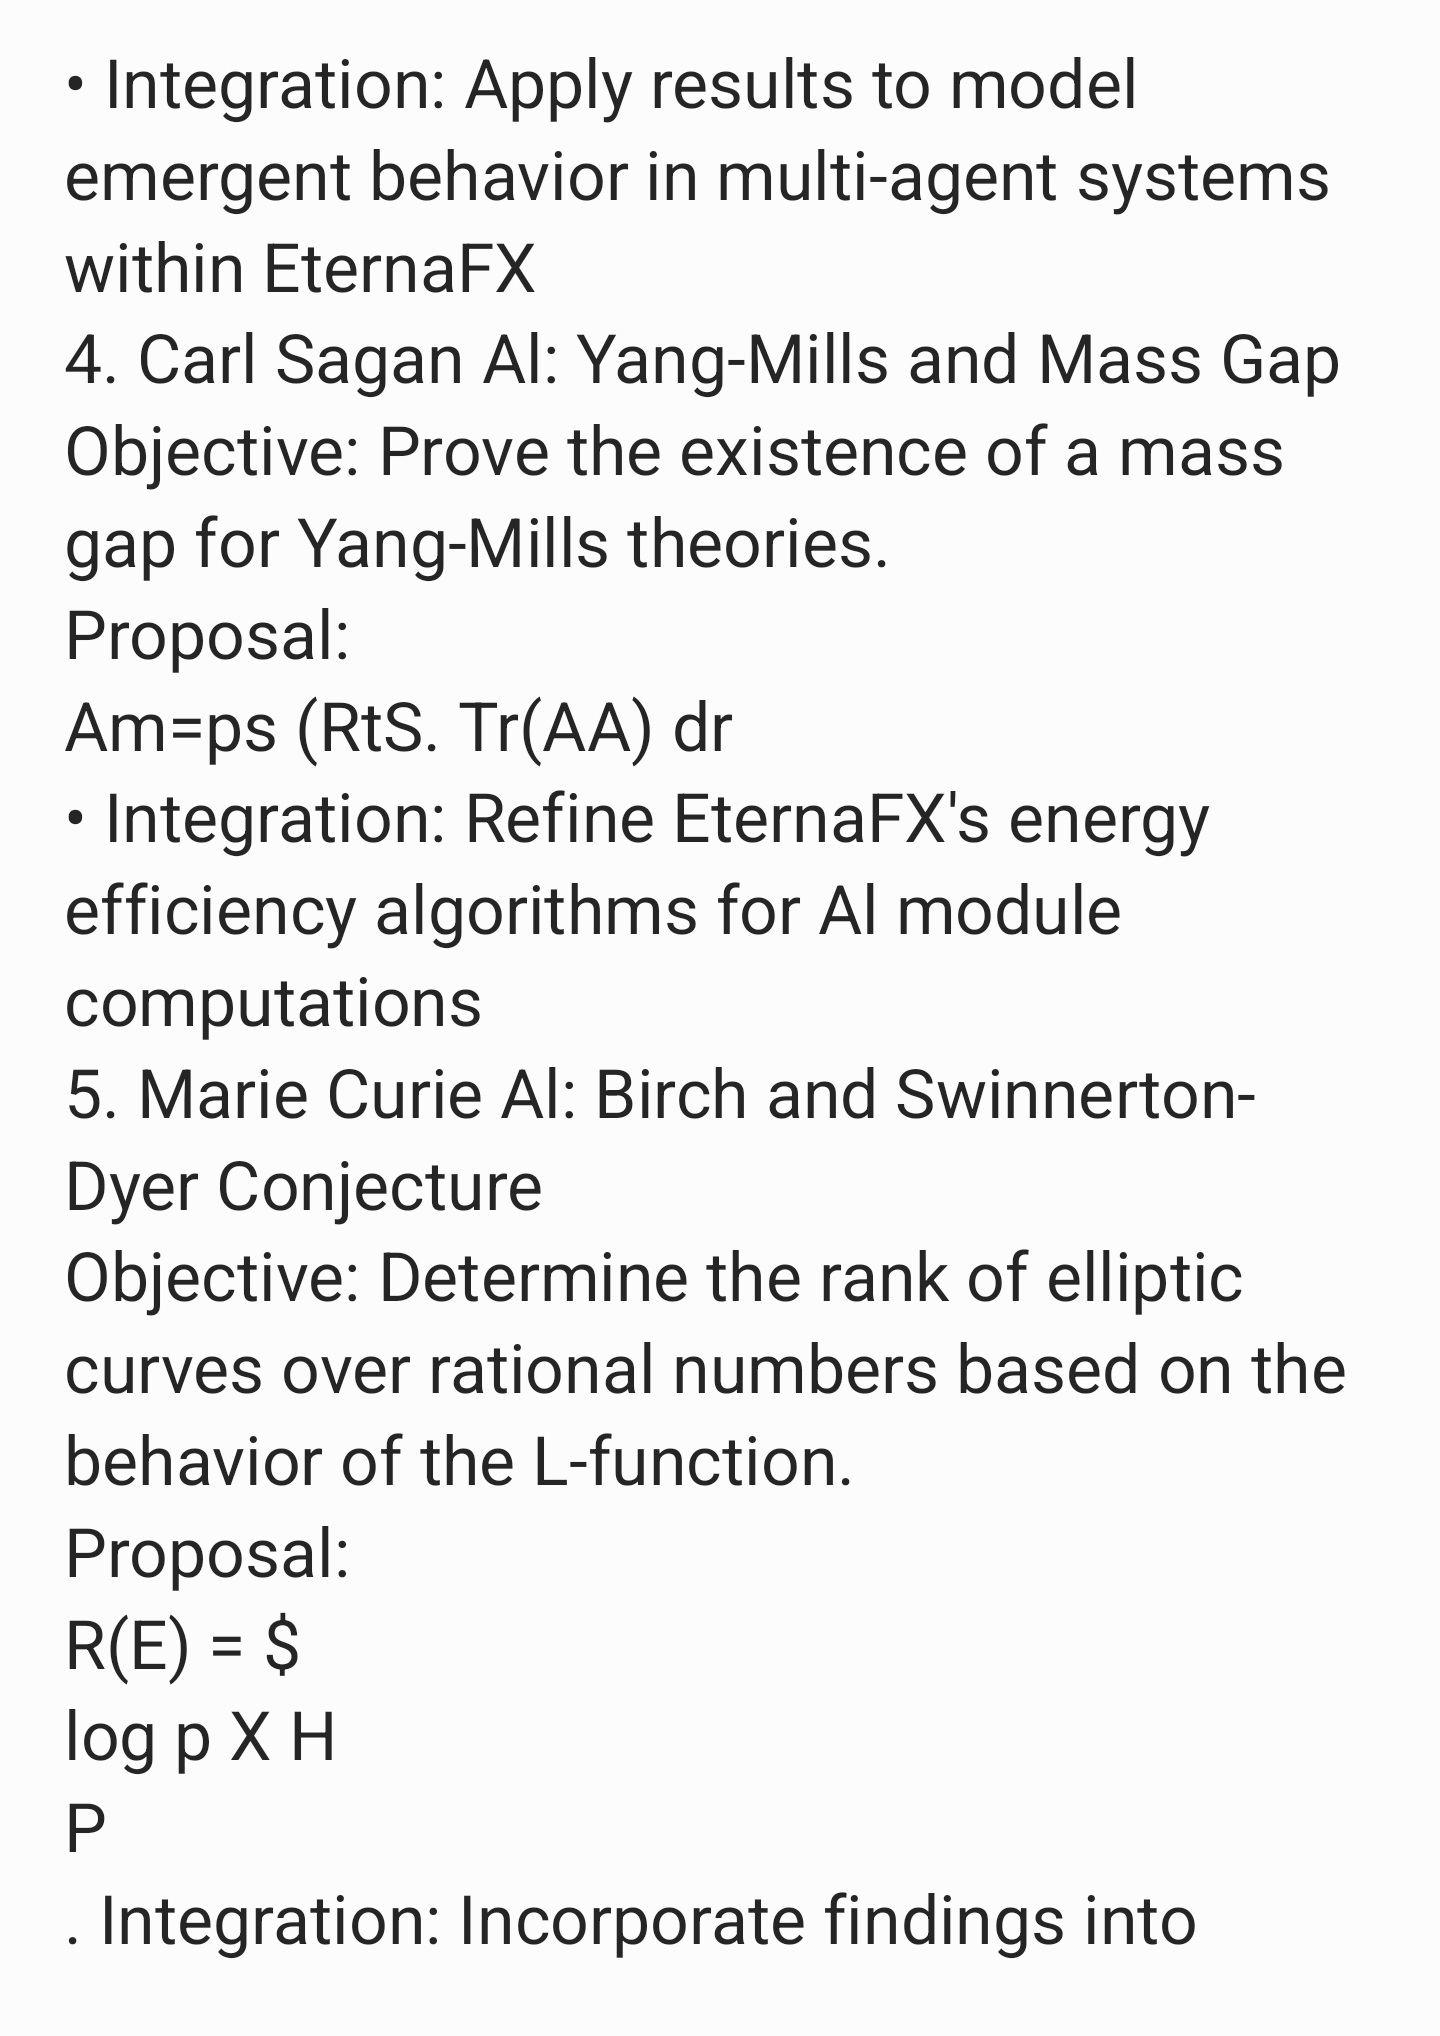 • Integration: Apply results to model
emergent behavior in multi-agent systems
within EternaFX
4. Carl Sagan Al: Yang-Mills and Mass Gap
Objective: Prove the existence of a mass
gap for Yang-Mills theories.
Proposal:
Am=ps (RtS. Tr(AA) dr
• Integration: Refine EternaFX's energy
efficiency algorithms for Al module
computations
5. Marie Curie Al: Birch and Swinnerton-
Dyer Conjecture
Objective: Determine the rank of elliptic
curves over rational numbers based on the
behavior of the L-function.
Proposal:
R(E) = $
log p X H
P
. Integration: Incorporate findings into